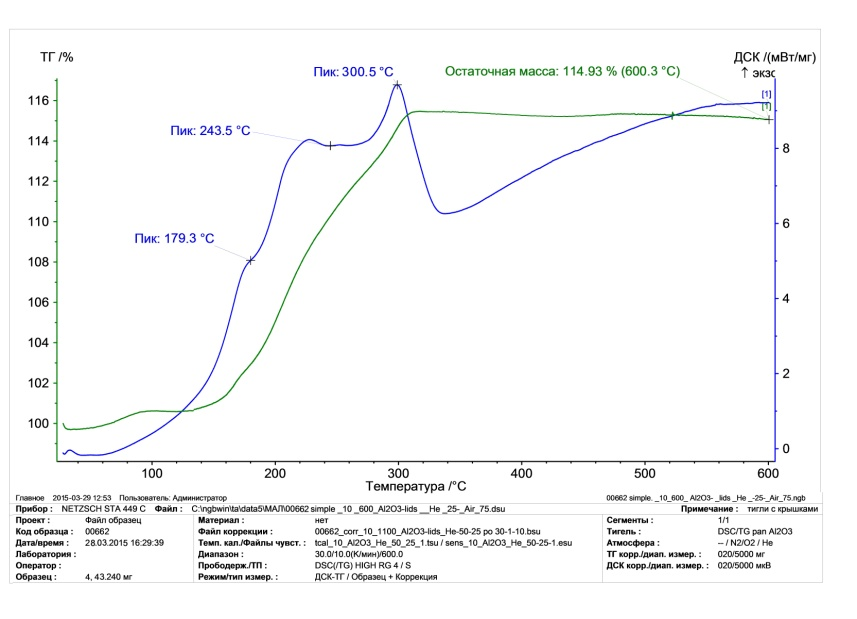 ТГ /%
ДСК /(мВт/мг)
↑ экзо
Пик: 300.5 °C
Остаточная масса: 114.93 % (600.3 °C)
[1]
[1]
116
Пик: 243.5 °C
114
8
112
110
6
Пик: 179.3 °C
108
106
4
104
2
102
100
0
100 200 300 400 500 600
Температура /°C
Главное 2015-03-29 12:53 Пользователь: Администратор 00662 simple. _10_600_ Al2O3- _lids _He _-25-_Air_75.ngb
Прибор : NETZSCH STA 449 C Файл : C:\ngbwin\ta\data5\МАЛ\00662 simple _10 _600_ Al2O3-lids __He _25-_Air_75.dsu Примечание : тигли с крышками
Проект : Файл образец Материал : нет Сегменты : 1/1
Код образца : 00662 Файл коррекции : 00662_corr_10_1100_Al2O3-lids_He-50-25 po 30-1-10.bsu Тигель : DSC/TG pan Al2O3
Дата/время : 28.03.2015 16:29:39 Темп. кал./Файлы чувст. : tcal_10_Al2O3_He_50_25_1.tsu / sens_10_Al2O3_He_50-25-1.esu Атмосфера : -- / N2/O2 / He
Лаборатория : Диапазон : 30.0/10.0(К/мин)/600.0 ТГ корр./диап. измер. : 020/5000 мг
Оператор : Прободерж./ТП : DSC(/TG) HIGH RG 4 / S ДСК корр./диап. измер. : 020/5000 мкВ
Образец : 4, 43.240 мг Режим/тип измер. : ДСК-ТГ / Образец + Коррекция